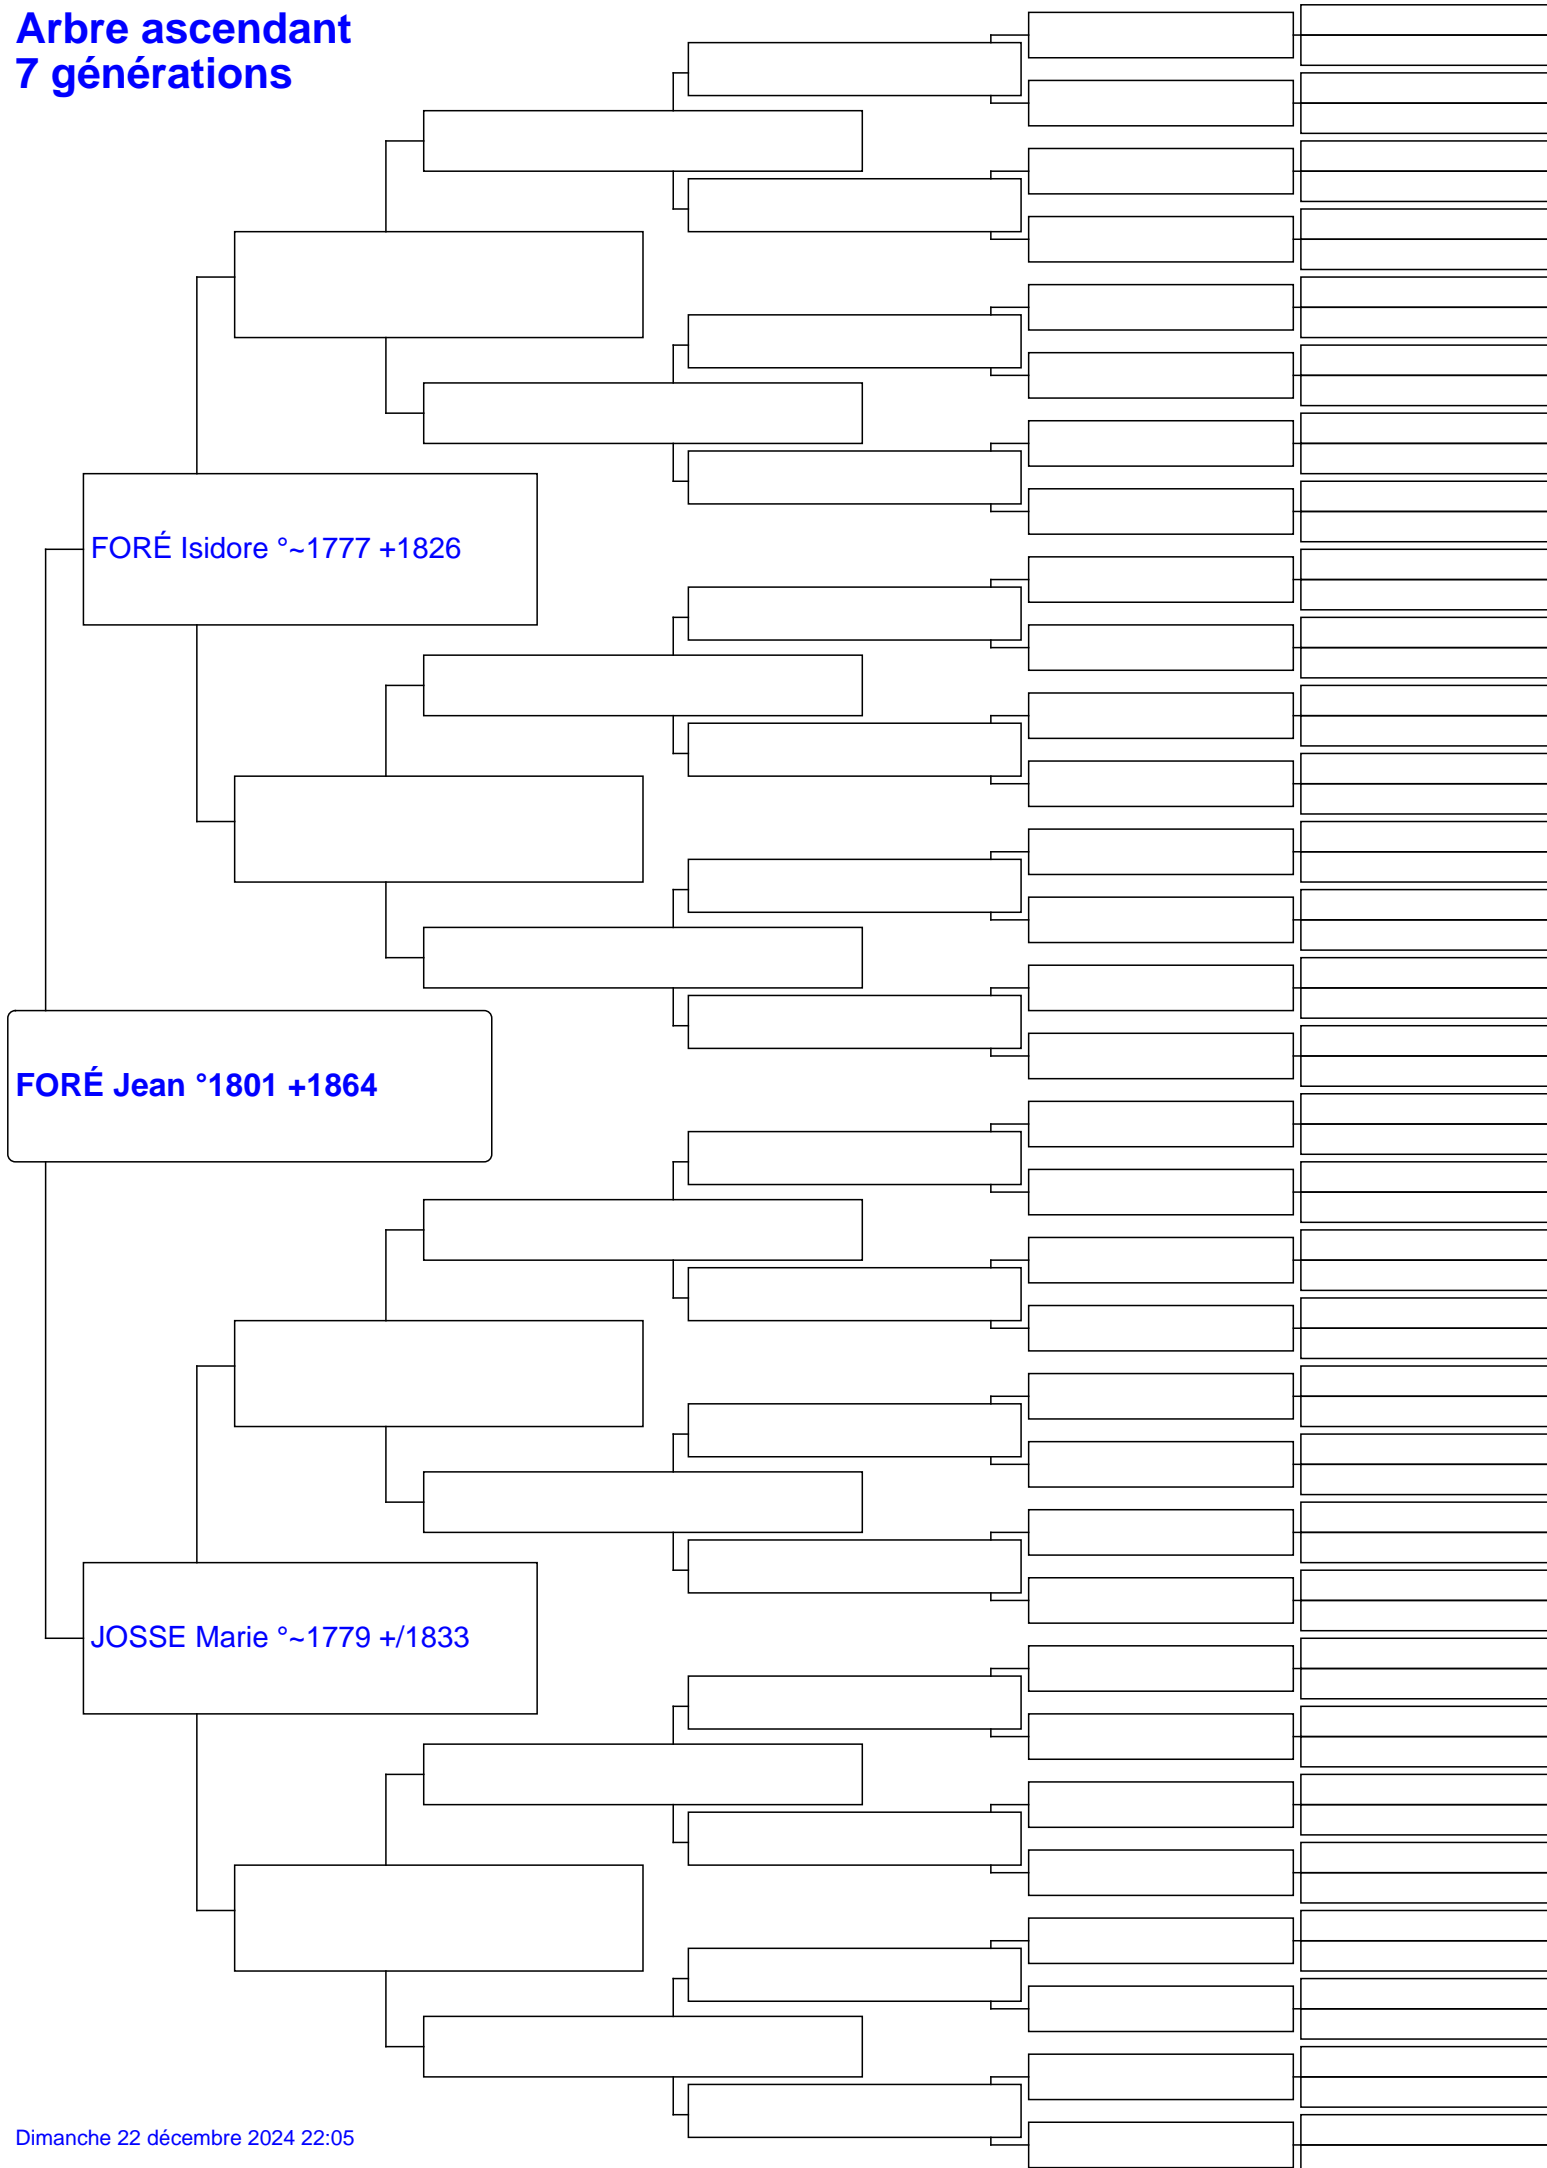 Arbre ascendant
7 générations
FORÉ Isidore °~1777 +1826
FORÉ Jean °1801 +1864
JOSSE Marie °~1779 +/1833
Dimanche 22 décembre 2024 22:05